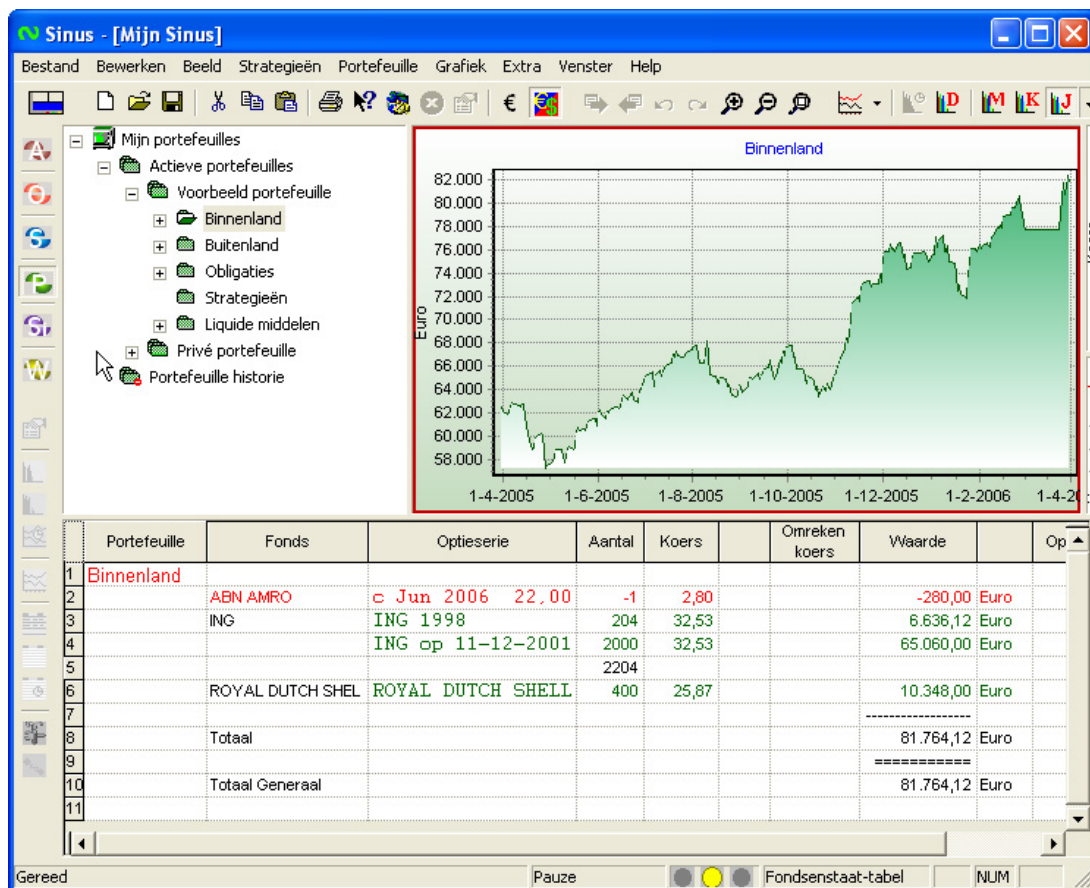 Sinus - [Mijn Sinus]
Bestand Bewerken Beeld Strategieën Portefeuille Grafiek Extra Venster Help
€ D M K J
Mijn portefeuilles
Actieve portefeuilles
Voorbeeld portefeuille
Binnenland
Buitenland
Obligaties
Strategieën
Liquide middelen
Privé portefeuille
Portefeuille historie
A
O
S
P
S
W
Binnenland
Euro
82.000
80.000
78.000
76.000
74.000
72.000
70.000
68.000
66.000
64.000
62.000
60.000
58.000
1-4-2005 1-6-2005 1-8-2005 1-10-2005 1-12-2005 1-2-2006 1-4-2
Portefeuille Fonds Optieserie Aantal Koers Omreken koers Waarde Op
1 Binnenland
2 ABN AMRO c Jun 2006 22,00 -1 2,80 -280,00 Euro
3 ING ING 1998 204 32,53 6.636,12 Euro
4 ING op 11-12-2001 2000 32,53 65.060,00 Euro
5 2204
6 ROYAL DUTCH SHEL ROYAL DUTCH SHELL 400 25,87 10.348,00 Euro
7 -----------------
8 Totaal 81.764,12 Euro
9 ===========
10 Totaal Generaal 81.764,12 Euro
11
Gereed Pauze Fondsenstaat-tabel NUM